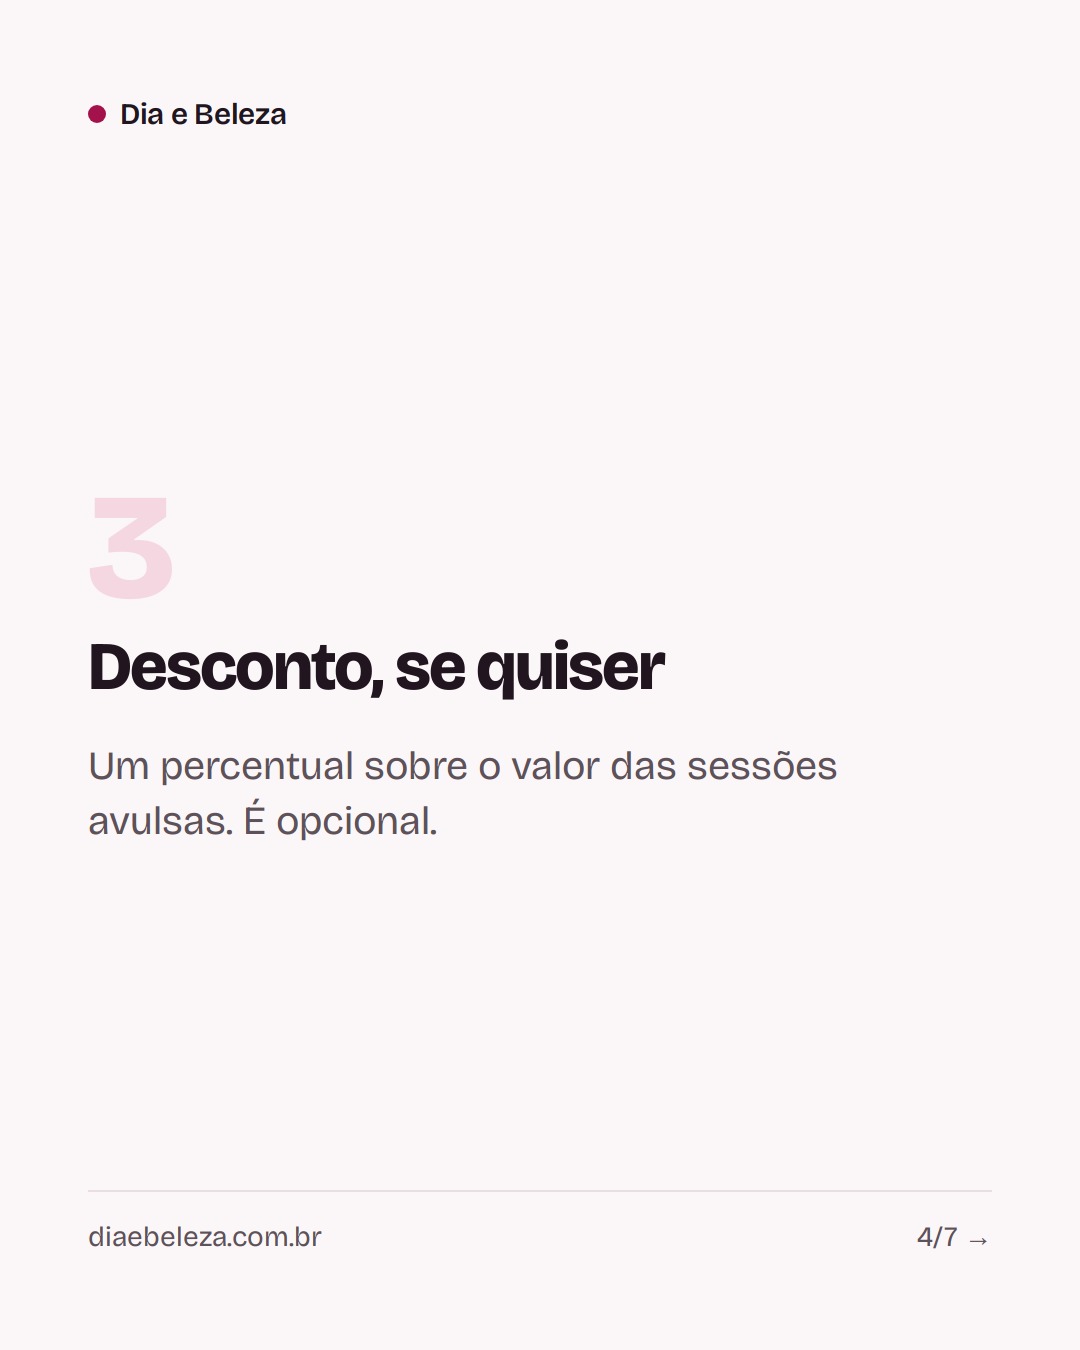 Dia e Beleza
3
Desconto, se quiser
Um percentual sobre o valor das sessões
avulsas. É opcional.
diaebeleza.com.br
4/7 →